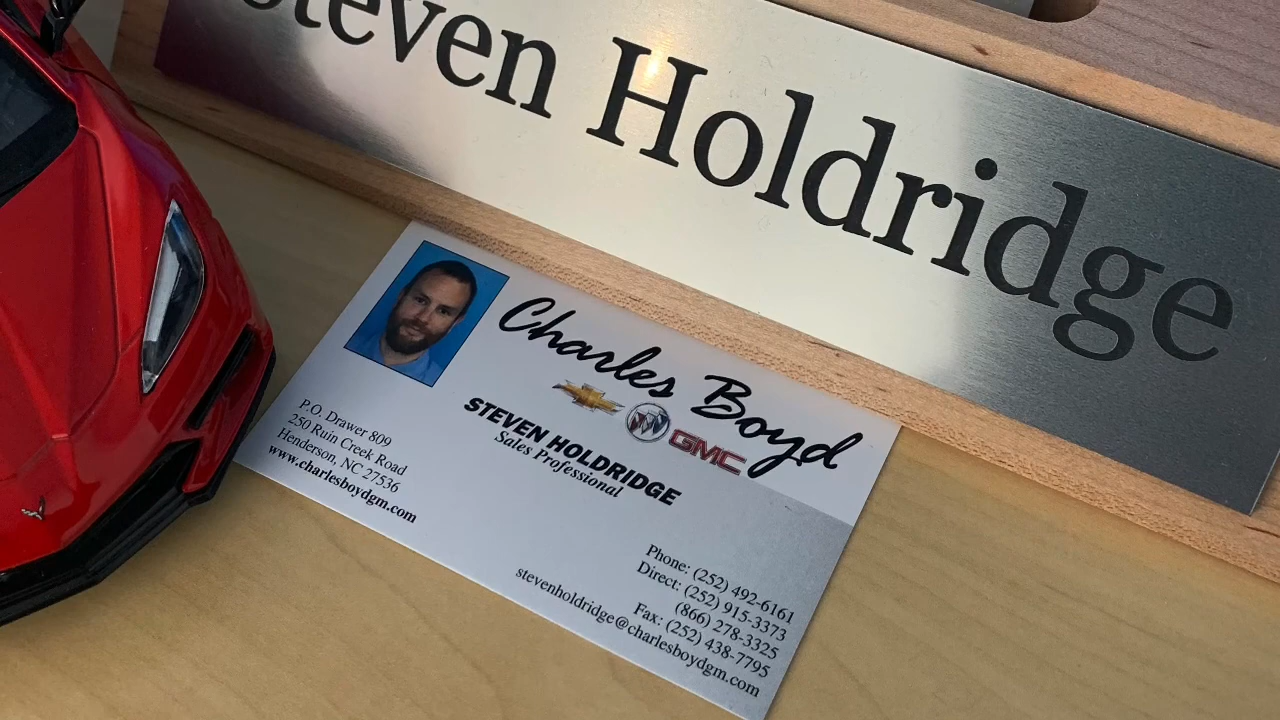 Steven Holdridge
Charles Boyd
GMC
STEVEN HOLDRIDGE
Sales Professional
P.O. Drawer 809
250 Ruin Creek Road
Henderson, NC 27536
www.charlesboydgm.com
Phone: (252) 492-6161
Direct: (252) 915-3373
(866) 278-3325
Fax: (252) 438-7795
stevenholdridge@charlesboydgm.com